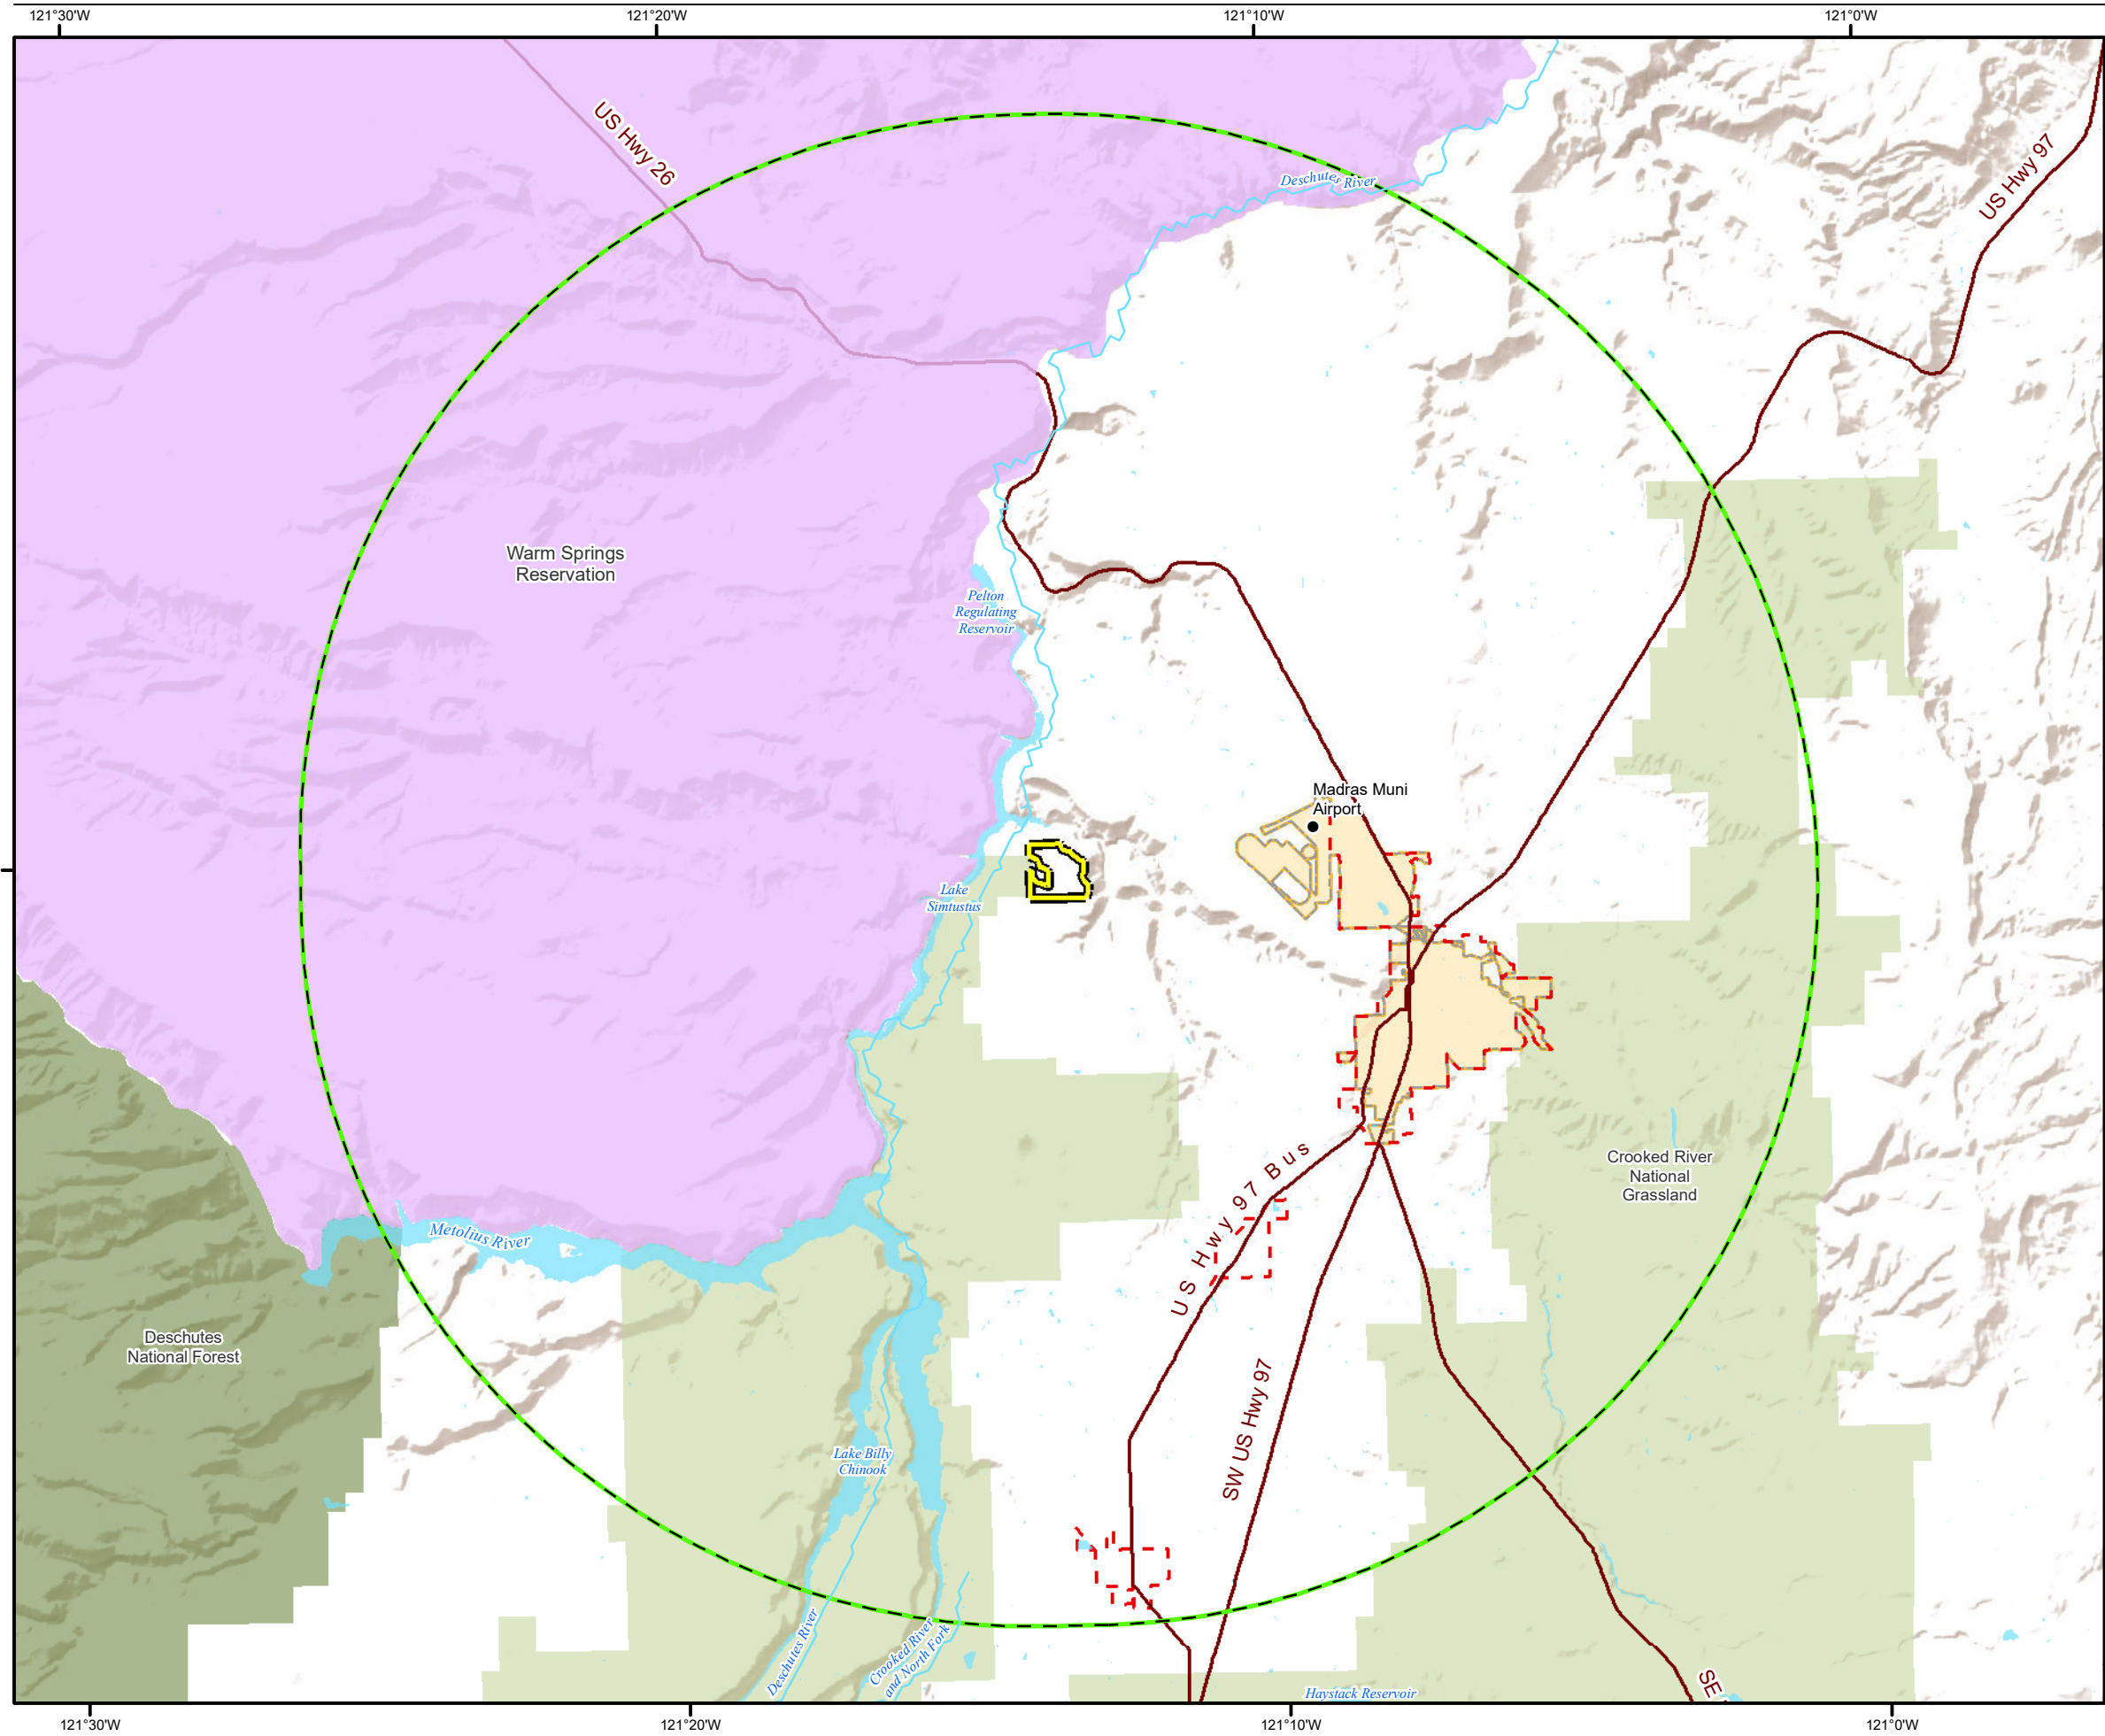 121°30'W
121°20'W
121°10'W
121°0'W
US Hwy 26
US Hwy 97
Deschutes River
Warm Springs
Reservation
Pelton
Regulating
Reservoir
Madras Muni
Airport
Lake
Simtustus
Crooked River
National
Grassland
US Hwy 97 Bus
Metolius River
Deschutes
National Forest
SW US Hwy 97
Lake Billy
Chinook
Deschutes River
Crooked River
and North Fork
Haystack Reservoir
SE
121°30'W
121°20'W
121°10'W
121°0'W